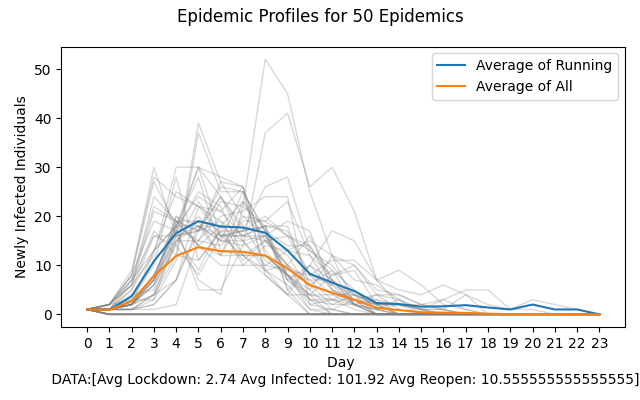 Epidemic Profiles for 50 Epidemics
Newly Infected Individuals
50
40
30
20
10
0
Average of Running
Average of All
0 1 2 3 4 5 6 7 8 9 10 11 12 13 14 15 16 17 18 19 20 21 22 23
Day
DATA:[Avg Lockdown: 2.74 Avg Infected: 101.92 Avg Reopen: 10.555555555555555]